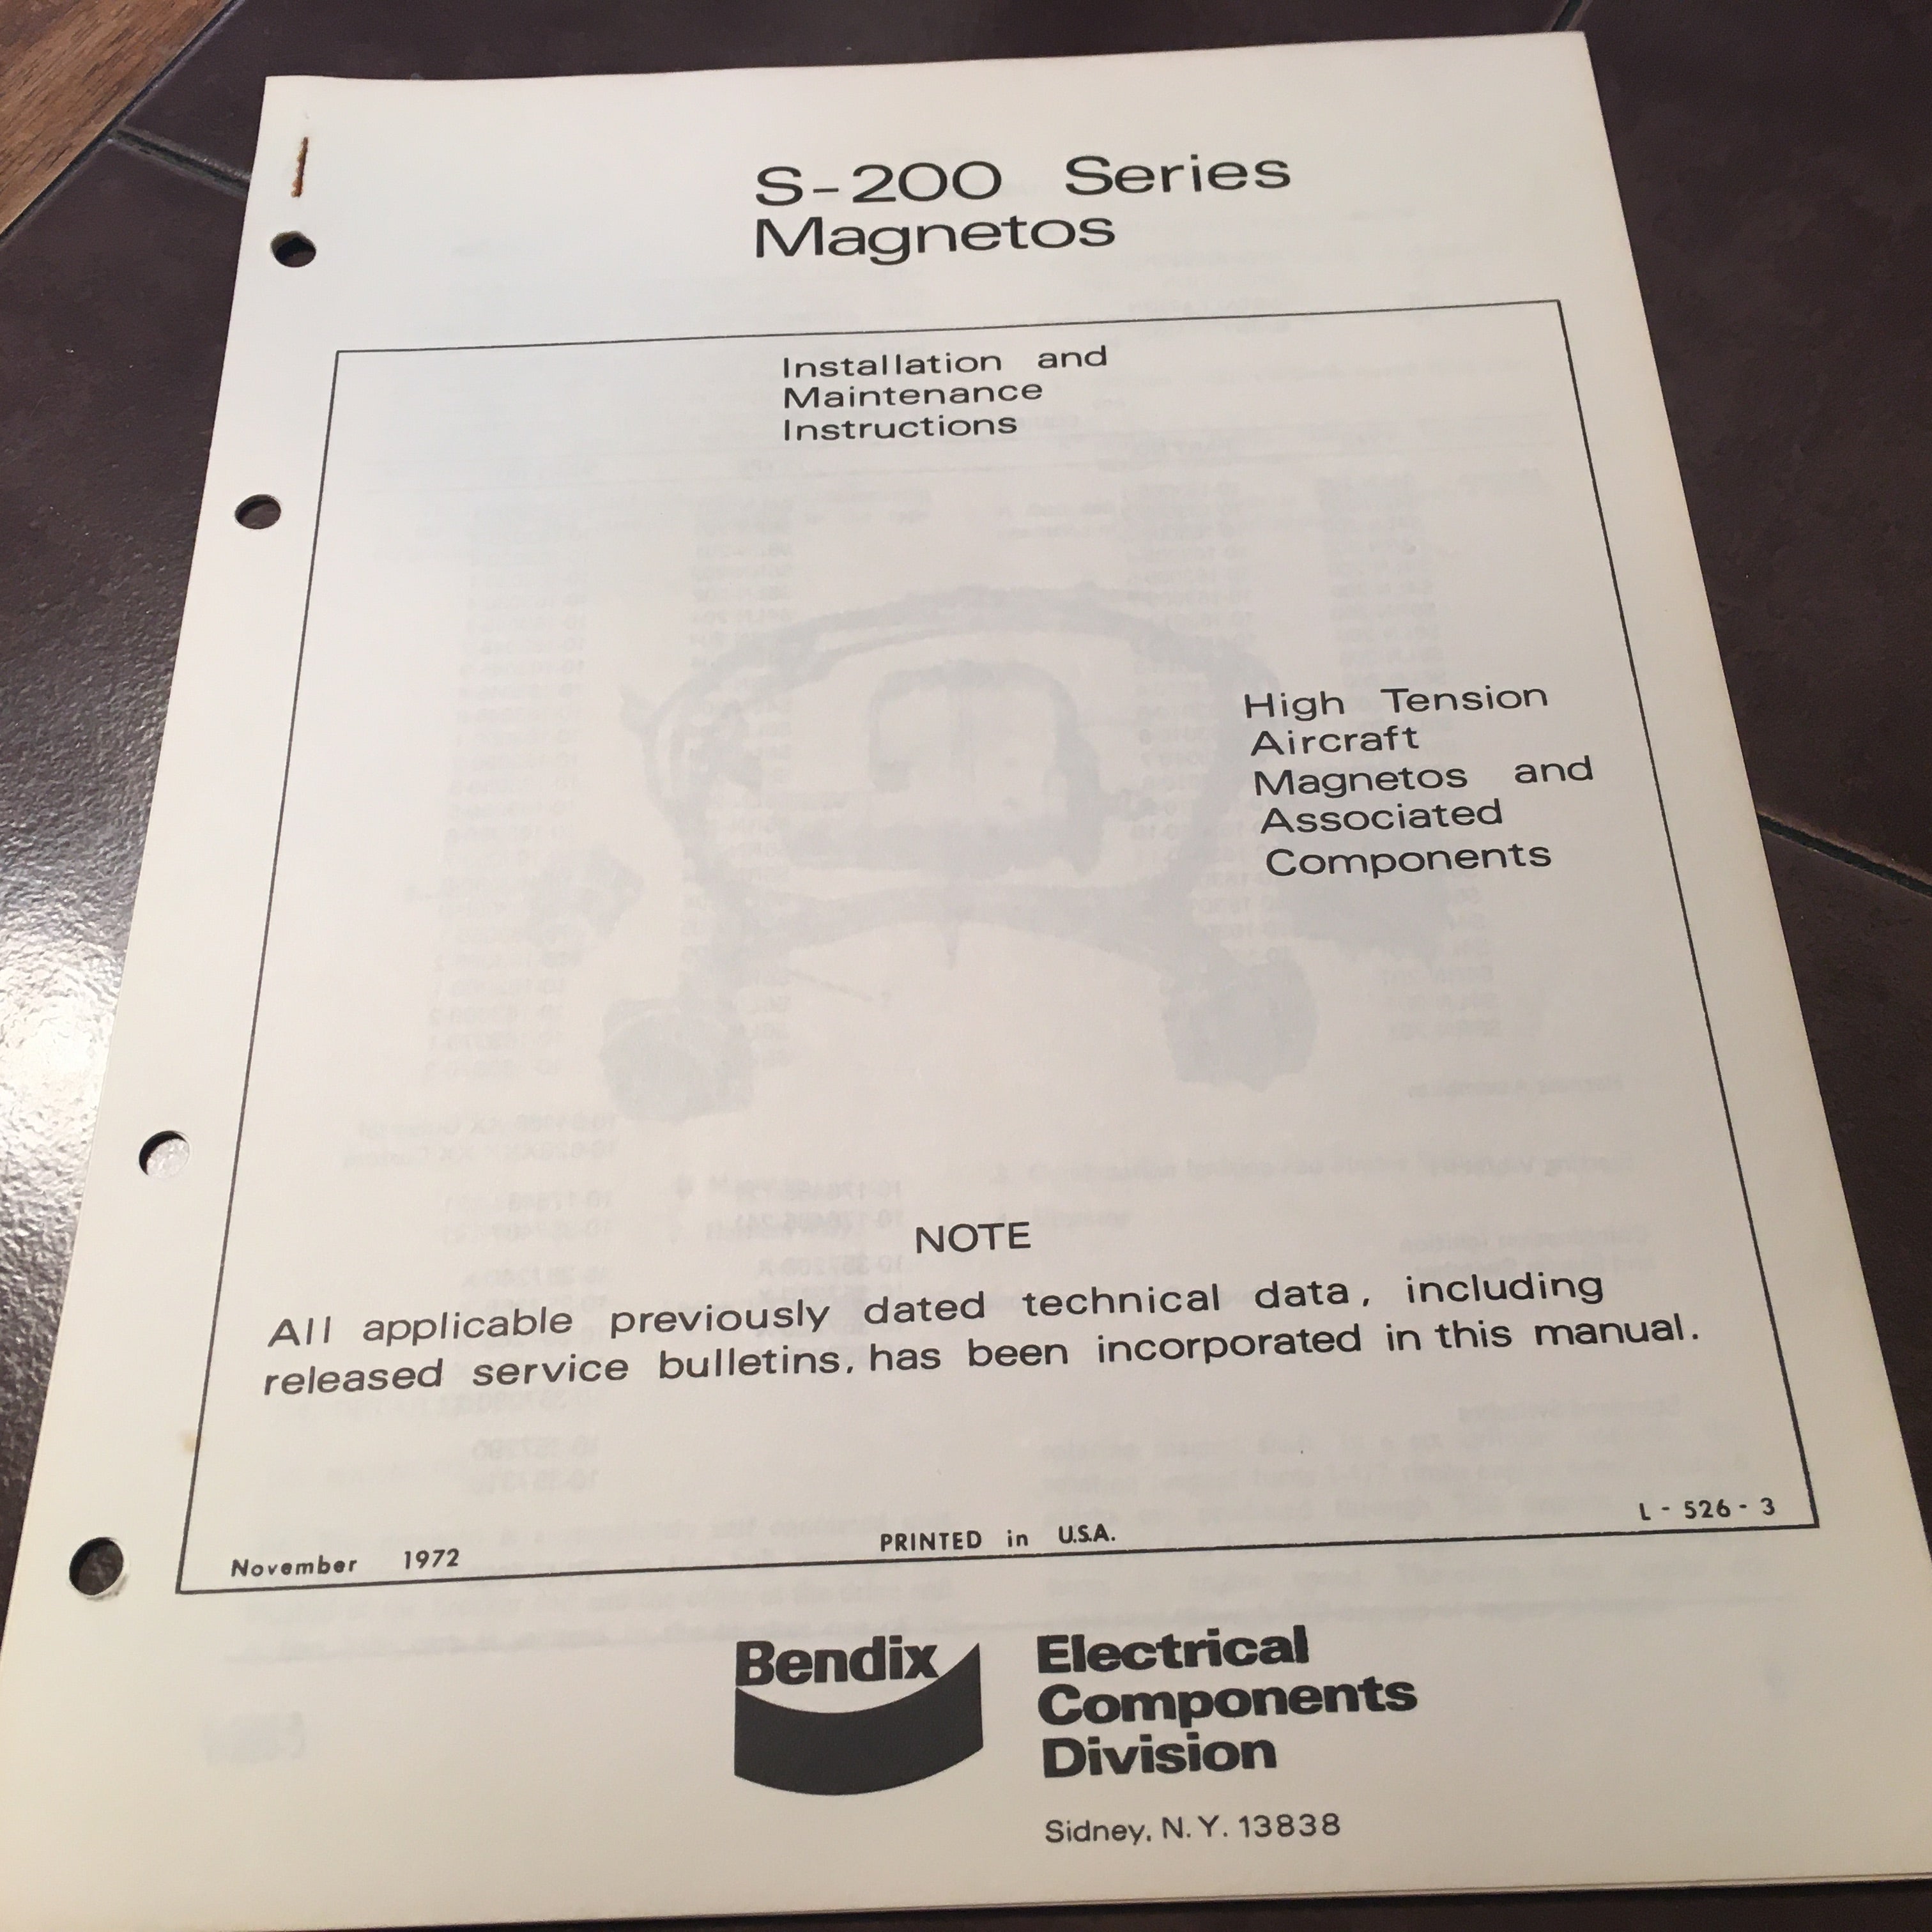 S-200 Series
Magnetos
Installation and
Maintenance
Instructions
High Tension
Aircraft
Magnetos and
Associated
Components
NOTE
All applicable previously dated technical data, including
released service bulletins, has been incorporated in this manual.
November 1972
PRINTED in U.S.A.
L - 526 - 3
Bendix
Electrical
Components
Division
Sidney, N. Y. 13838